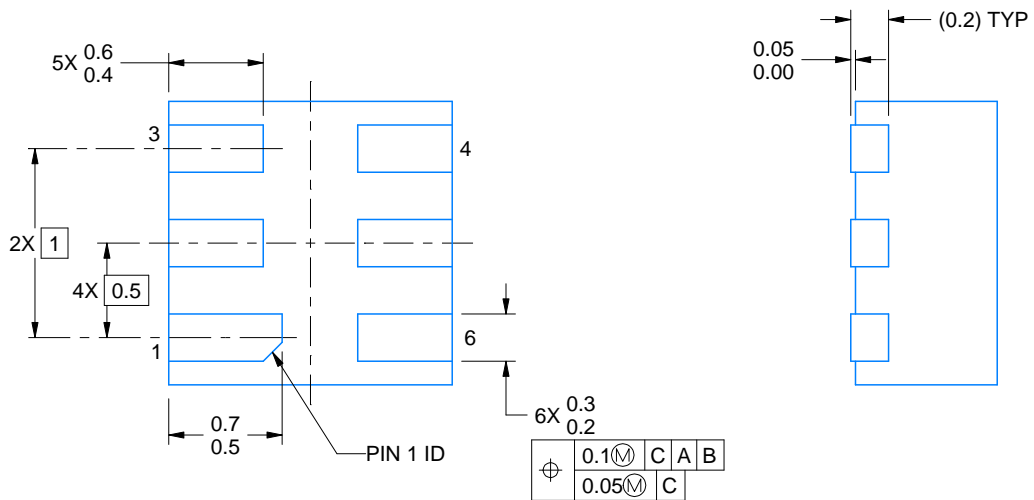 (0.2) TYP
5X 0.6
0.4
0.05
0.00
3
4
2X 1
4X 0.5
1
6
0.7
0.5
PIN 1 ID
6X 0.3
0.2
⌖ 0.1Ⓜ C A B
0.05Ⓜ C